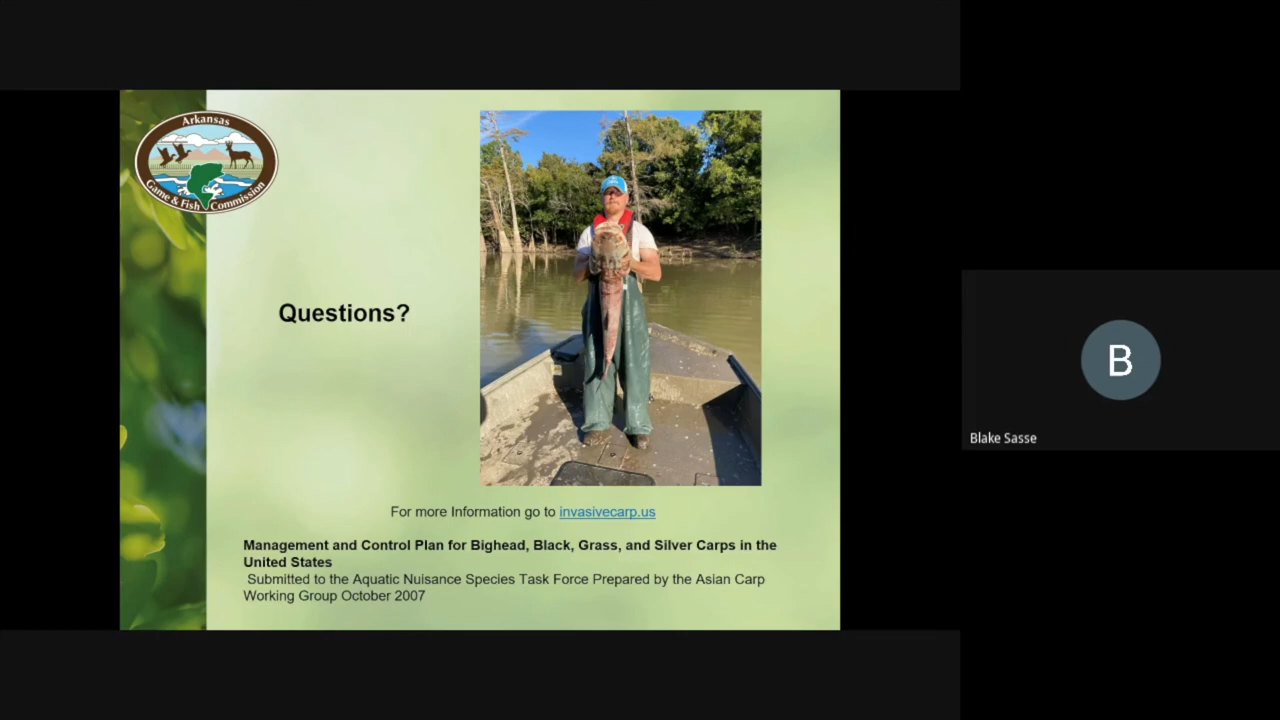 Arkansas
Game & Fish Commission
Questions?
For more Information go to invasivecarp.us
Management and Control Plan for Bighead, Black, Grass, and Silver Carps in the
United States
Submitted to the Aquatic Nuisance Species Task Force Prepared by the Asian Carp
Working Group October 2007
B
Blake Sasse